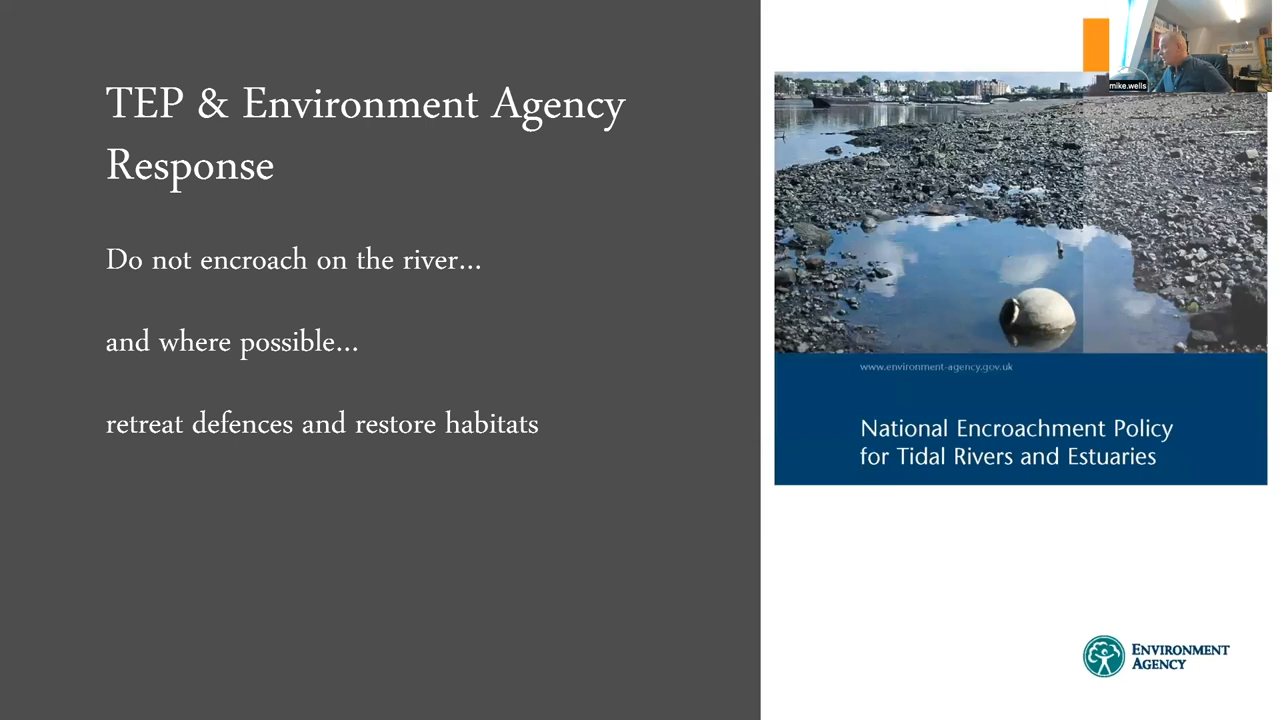 TEP & Environment Agency
Response
Do not encroach on the river...
and where possible...
retreat defences and restore habitats
mike.wells
www.environment-agency.gov.uk
National Encroachment Policy
for Tidal Rivers and Estuaries
ENVIRONMENT
AGENCY